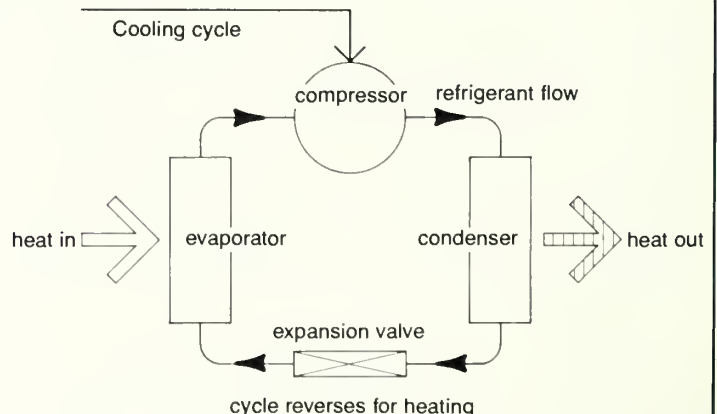 Cooling cycle
compressor
refrigerant flow
heat in
evaporator
condenser
heat out
expansion valve
cycle reverses for heating